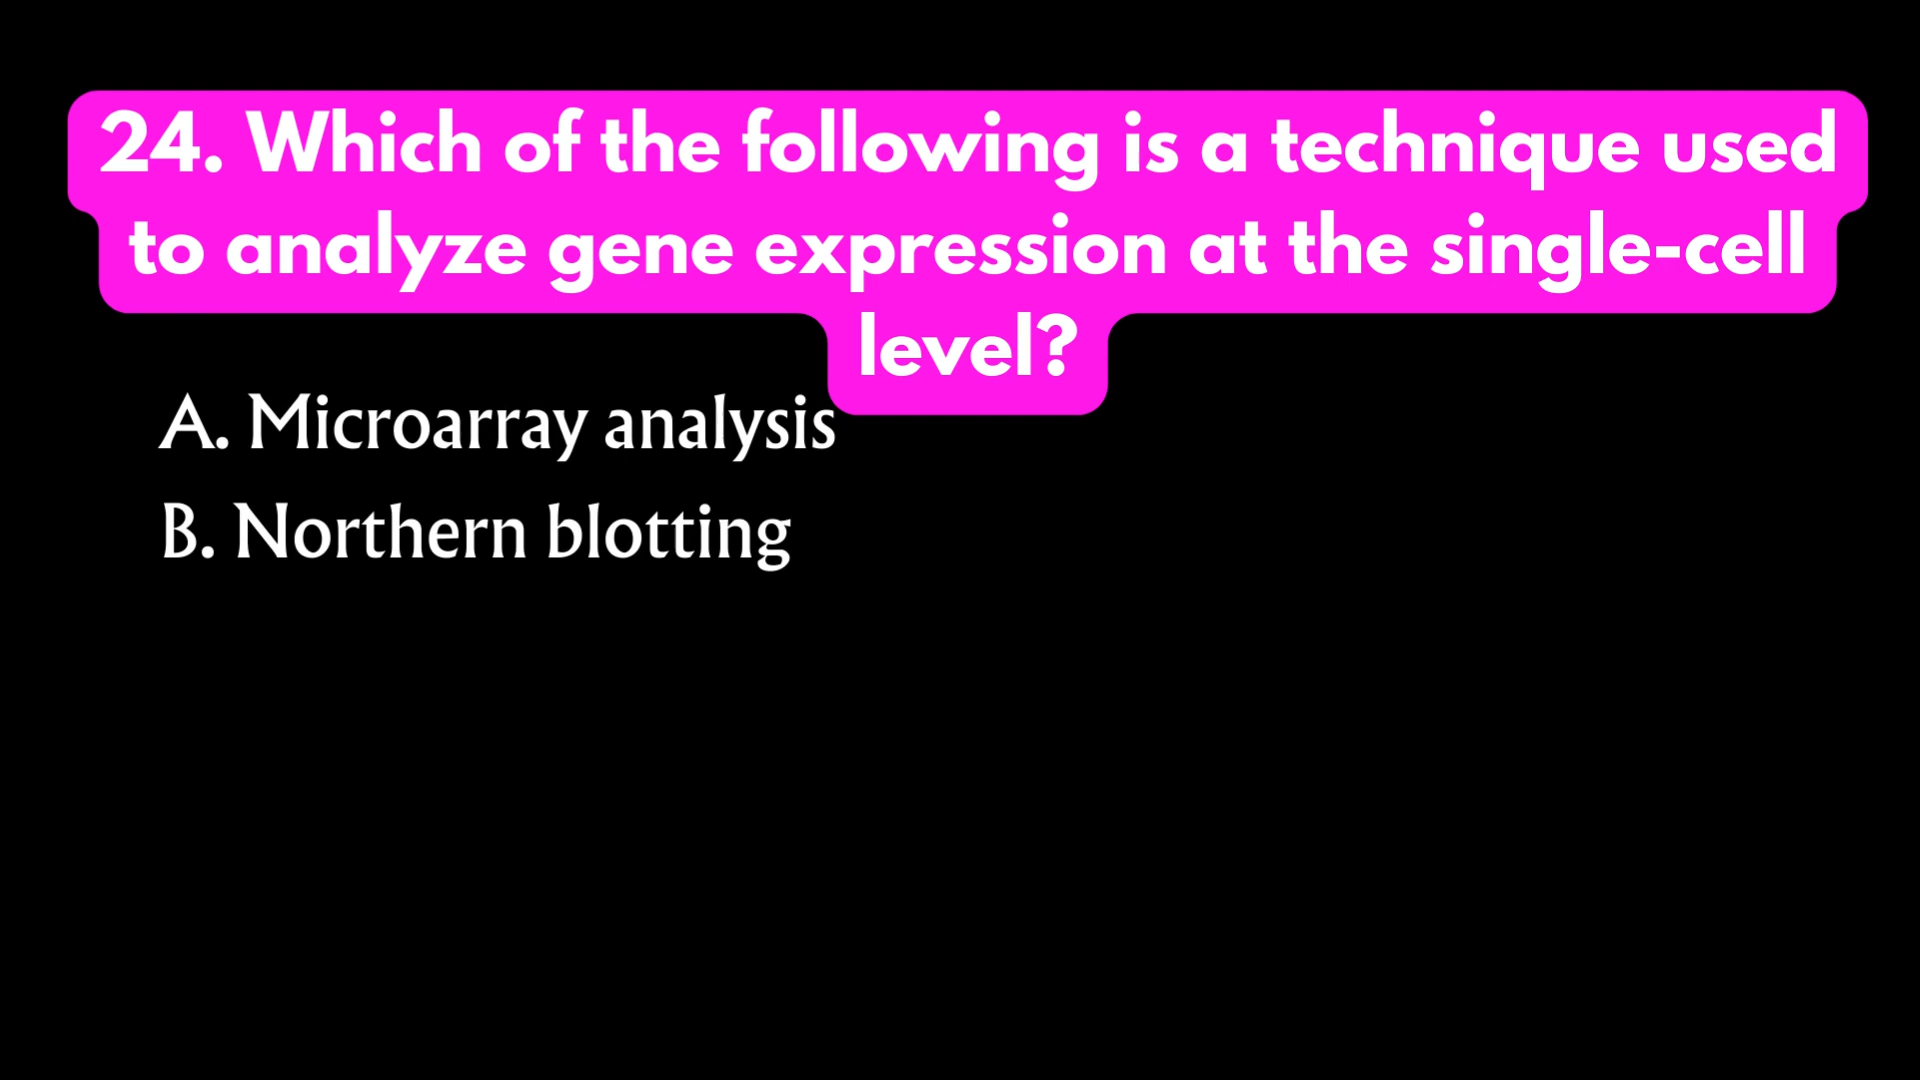 24. Which of the following is a technique used
to analyze gene expression at the single-cell
level?
A. Microarray analysis
B. Northern blotting